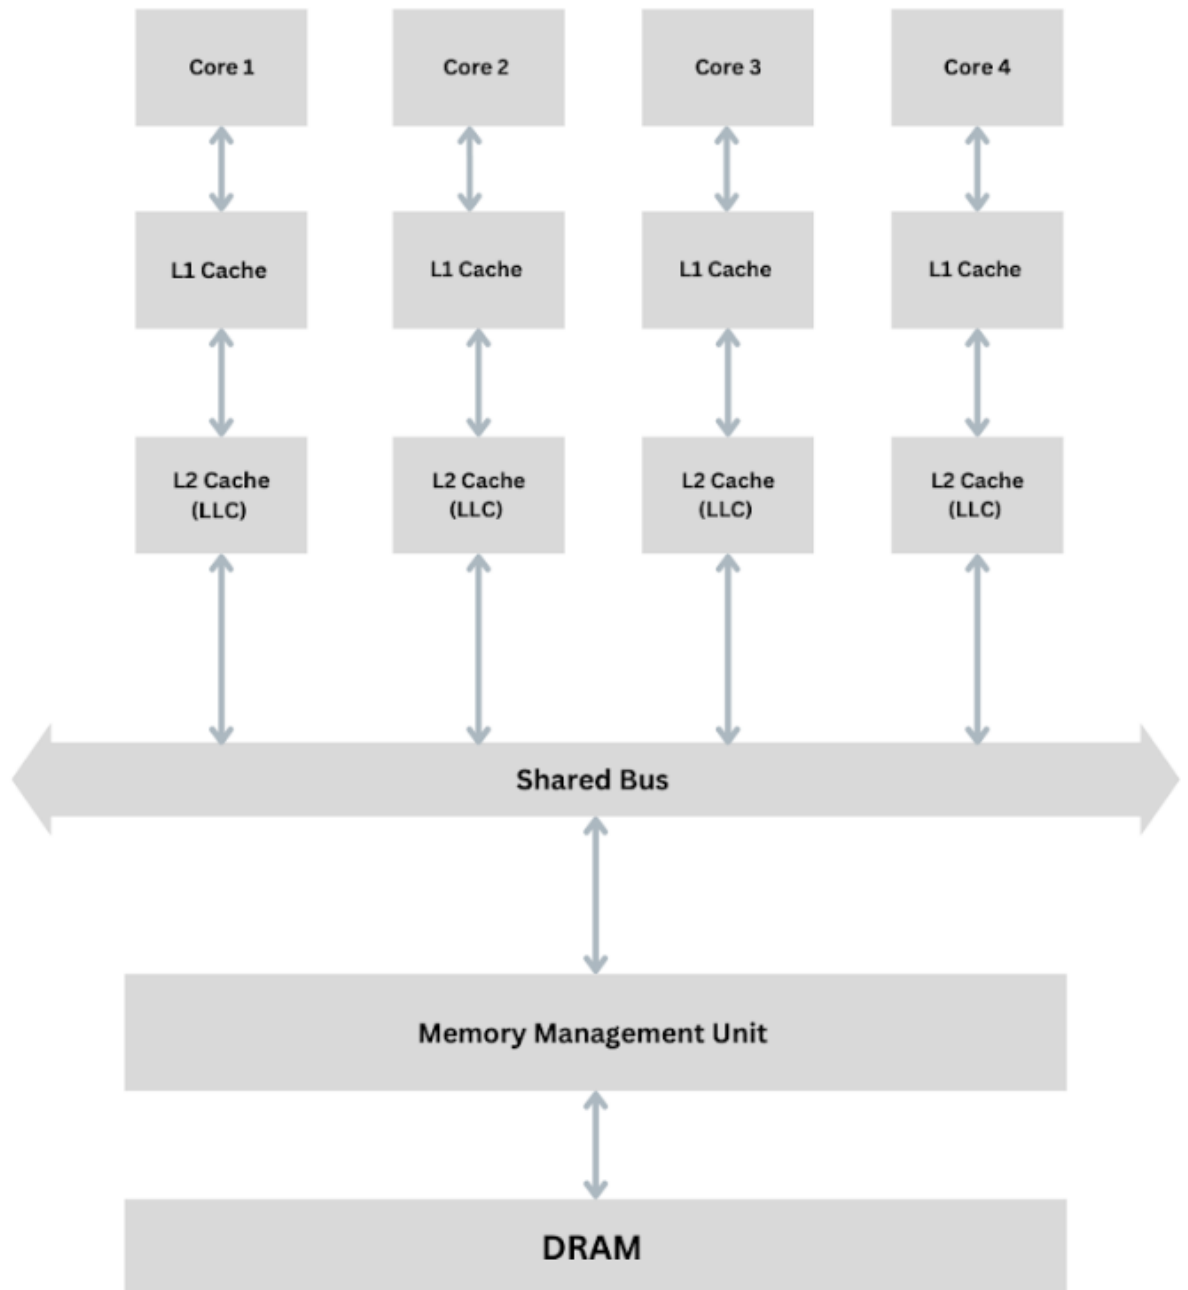 Core 1
Core 2
Core 3
Core 4
L1 Cache
L1 Cache
L1 Cache
L1 Cache
L2 Cache
(LLC)
L2 Cache
(LLC)
L2 Cache
(LLC)
L2 Cache
(LLC)
Shared Bus
Memory Management Unit
DRAM